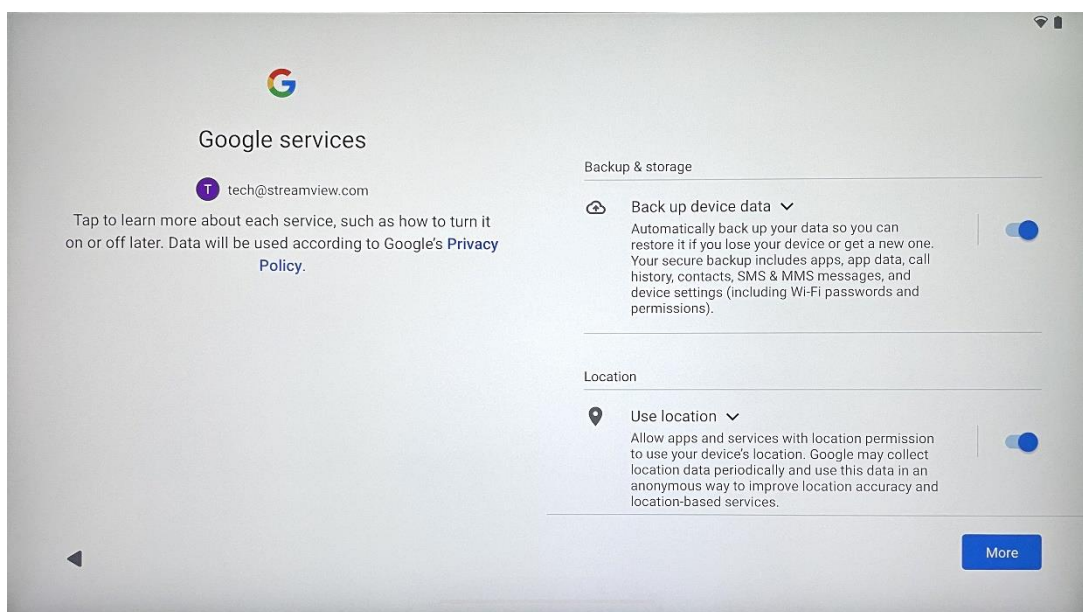 Google services
T tech@streamview.com
Tap to learn more about each service, such as how to turn it
on or off later. Data will be used according to Google's Privacy
Policy.
Backup & storage
Back up device data
Automatically back up your data so you can
restore it if you lose your device or get a new one.
Your secure backup includes apps, app data, call
history, contacts, SMS & MMS messages, and
device settings (including Wi-Fi passwords and
permissions).
Location
Use location
Allow apps and services with location permission
to use your device's location. Google may collect
location data periodically and use this data in an
anonymous way to improve location accuracy and
location-based services.
More